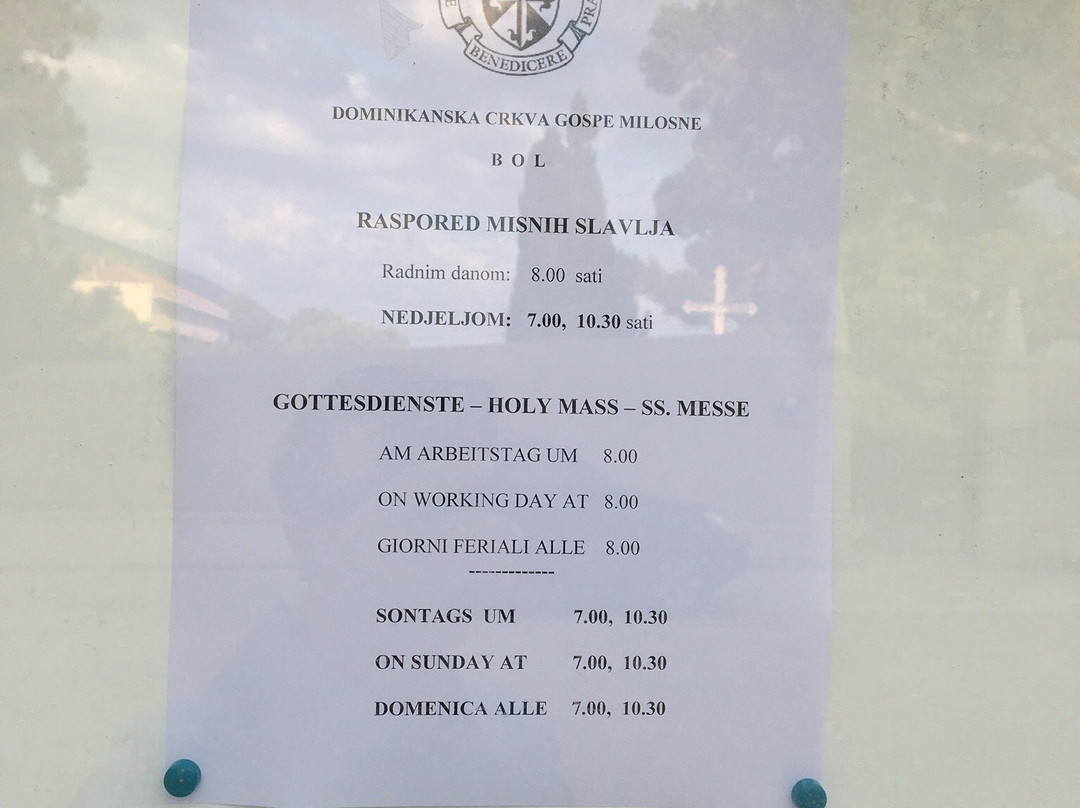 BENEDICERE
DOMINIKANSKA CRKVA GOSPE MILOSNE
B O L
RASPORED MISNIH SLAVLJA
Radnim danom: 8.00 sati
NEDJELJOM: 7.00, 10.30 sati
GOTTESDIENSTE – HOLY MASS – SS. MESSE
AM ARBEITSTAG UM 8.00
ON WORKING DAY AT 8.00
GIORNI FERIALI ALLE 8.00
-------------
SONTAGS UM 7.00, 10.30
ON SUNDAY AT 7.00, 10.30
DOMENICA ALLE 7.00, 10.30